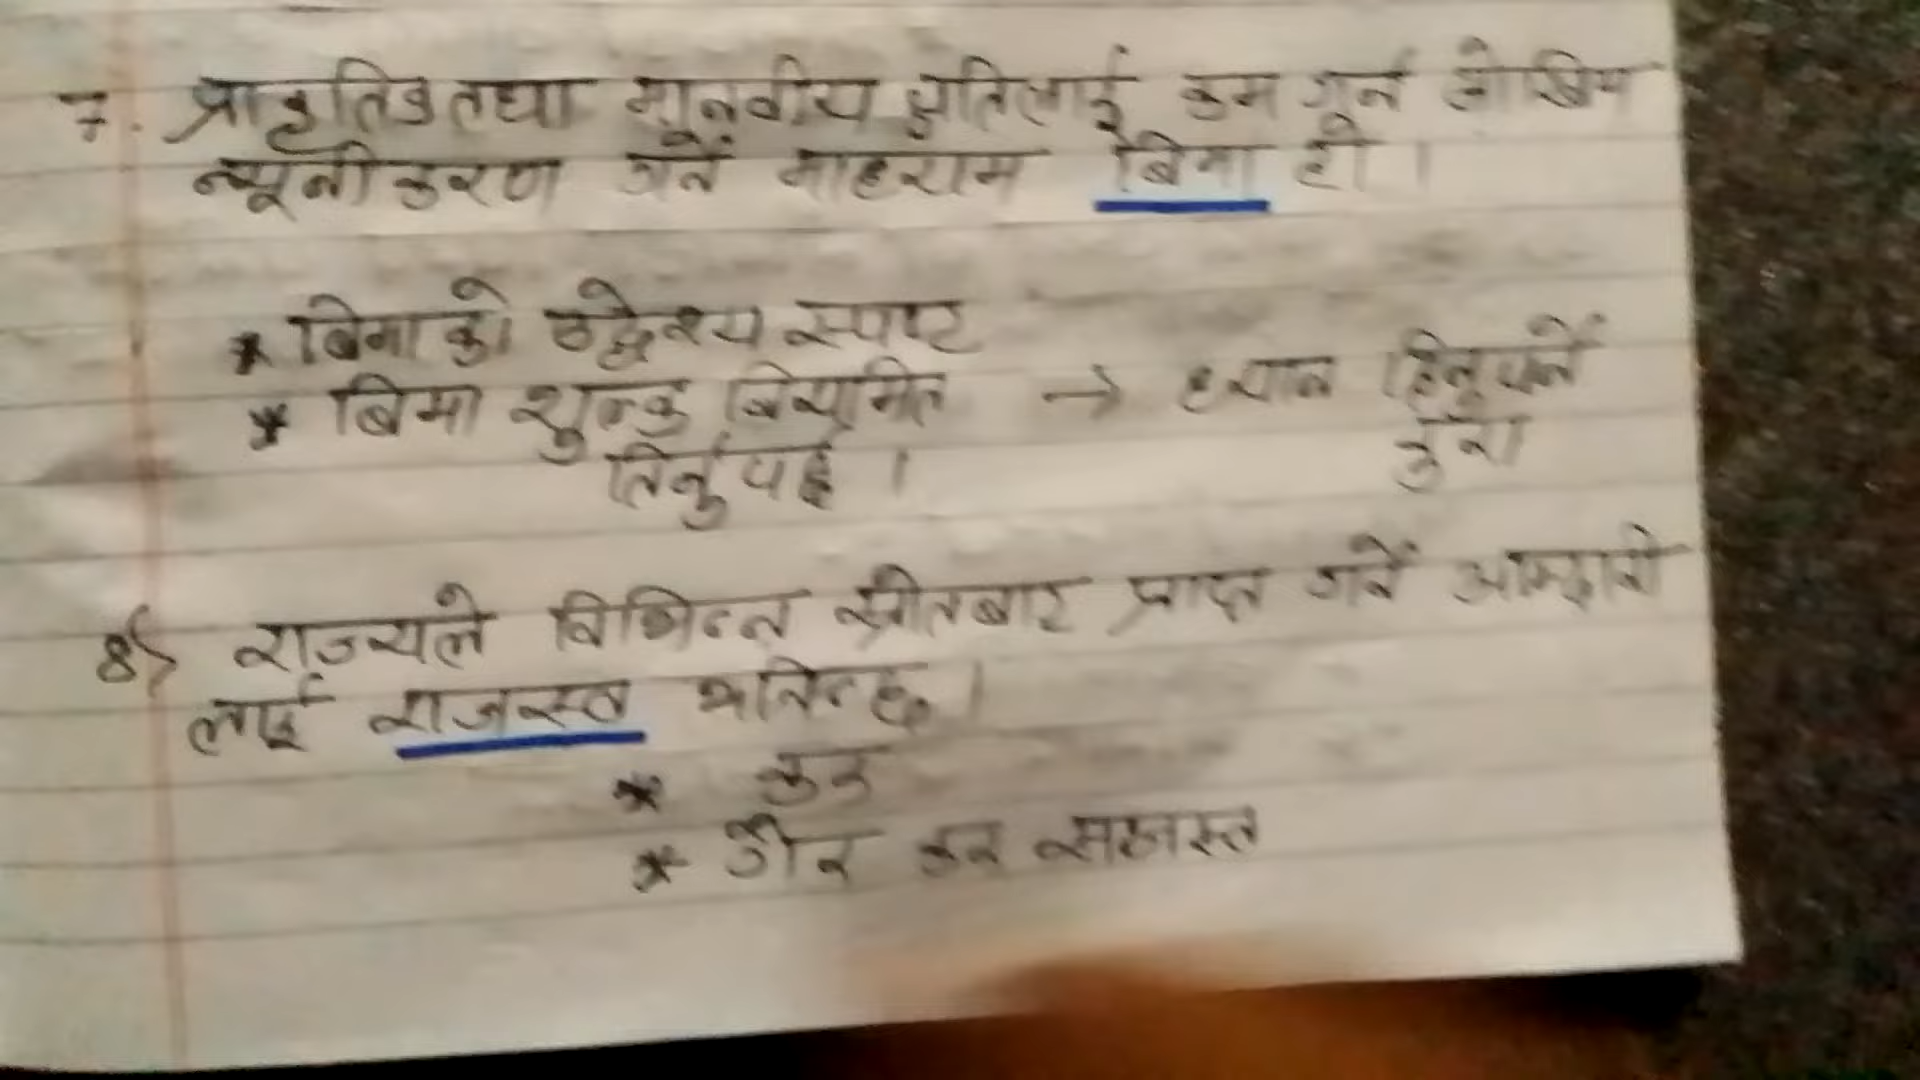 7. प्राकृतिक तथा मानवीय क्षतिलाई कम गर्न जोखिम
न्यूनीकरण गर्ने माध्यम बिमा हो ।
* बिमाको उद्देश्य स्पष्ट
* बिमा शुल्क नियमित → ध्यान दिनुपर्ने
तिर्नुपर्छ । कुरा
8) राज्यले विभिन्न स्रोतबाट प्राप्त गर्ने आम्दानी
लाई राजस्व भनिन्छ ।
* कर
* गैर कर राजस्व